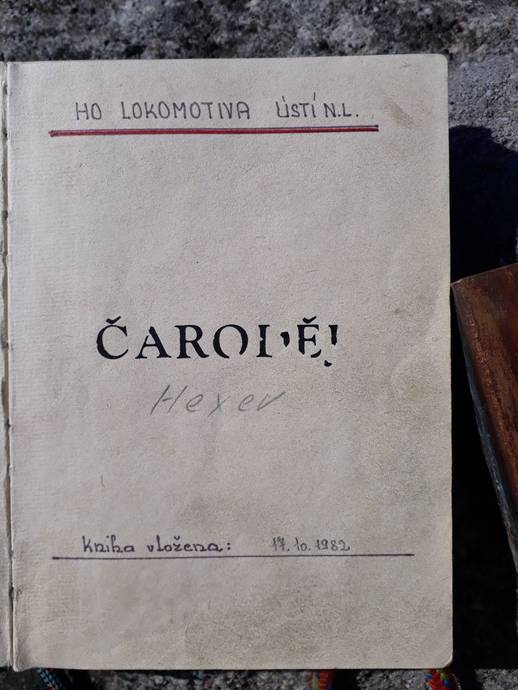 HO LOKOMOTIVA ÚSTÍ N.L.
ČARODĚJ
Hexer
kniha vložena: 17.10.1982